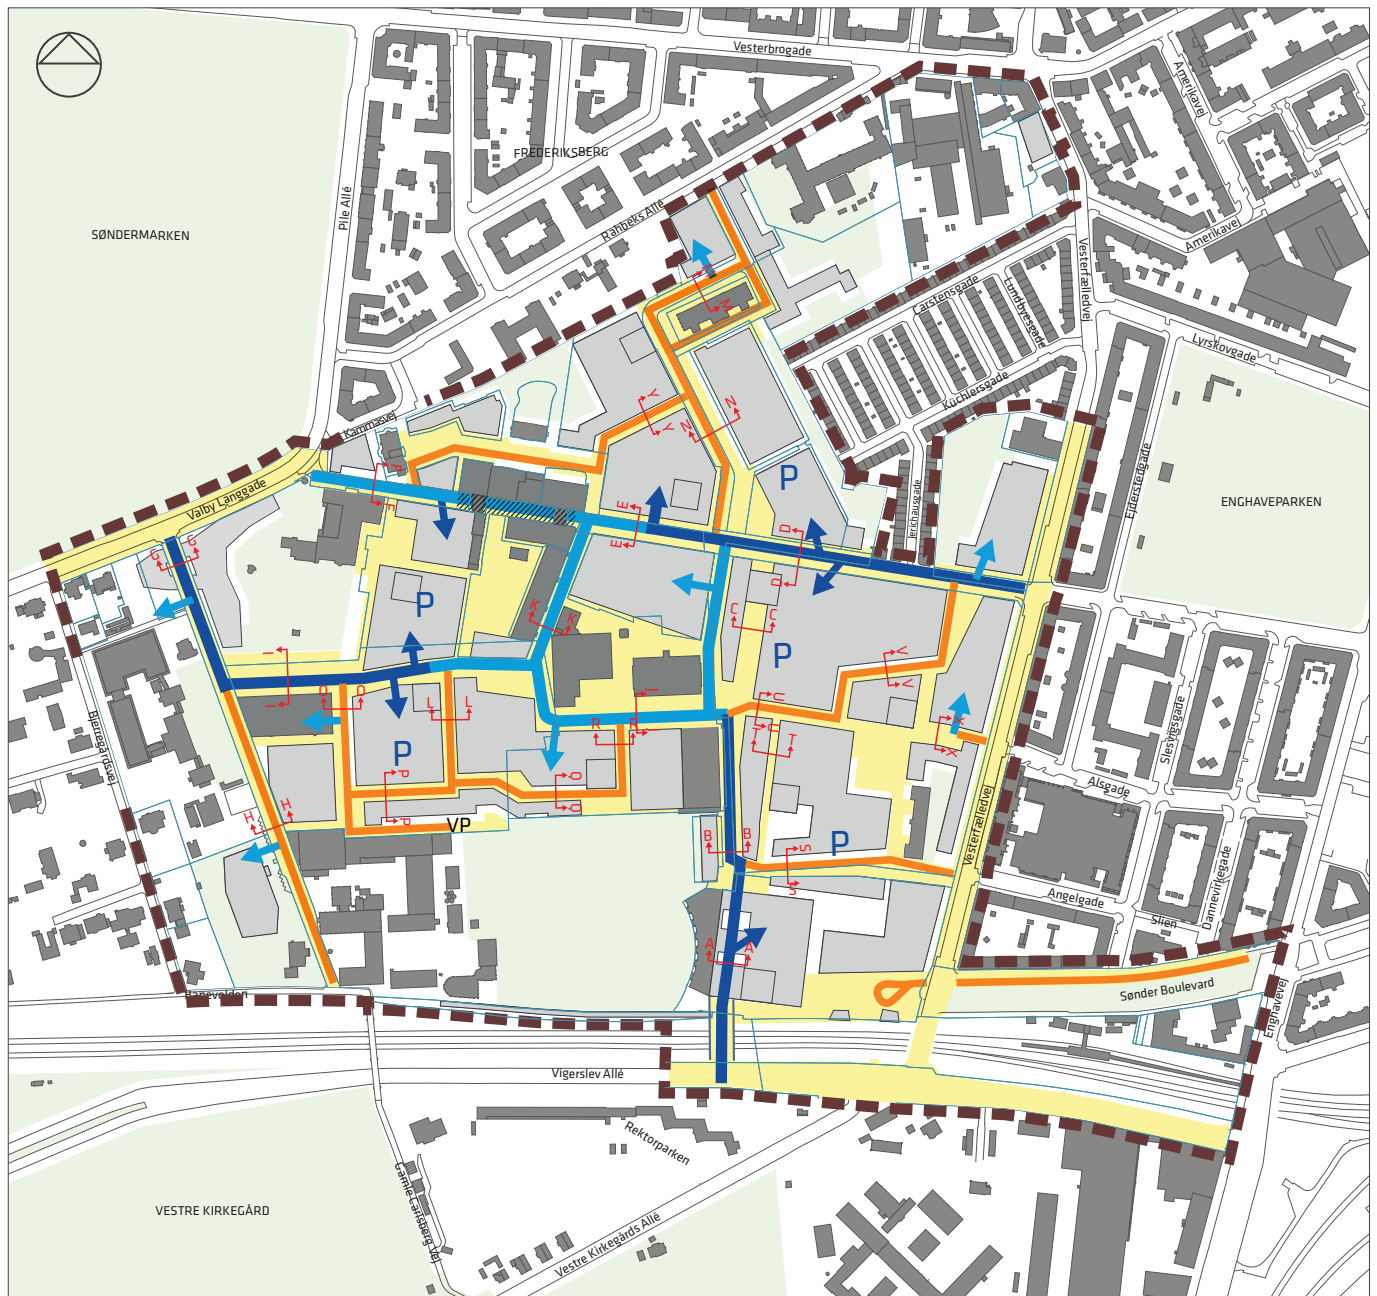 Vesterbrogade
Amerikavej
FREDERIKSBERG
Pile Allé
Rahbeks Allé
SØNDERMARKEN
Amerikavej
Vesterfælledvej
Carstensgade
Lundbyesgade
Lyrskovgade
Küchlersgade
M
Kammasvej
Y
Y
N
N
F
F
P
Ejderstedgade
ENGHAVEPARKEN
Valby Langgade
Jerichausgade
E
E
D
D
G
G
P
K
K
C
C
P
I
I
V
V
O
O
L
L
J
J
U
U
R
R
T
T
X
X
Bjerregårdsvej
Slesvigsgade
P
P
P
Q
Q
Alsgade
H
H
VP
B
B
S
S
P
Vesterfælledvej
Dannevirkegade
Angelgade
Slien
A
A
Banevolden
Sønder Boulevard
Enghavevej
Vigerslev Allé
Rektorparken
Gamle Carlsberg Vej
VESTRE KIRKEGÅRD
Vestre Kirkegårds Allé